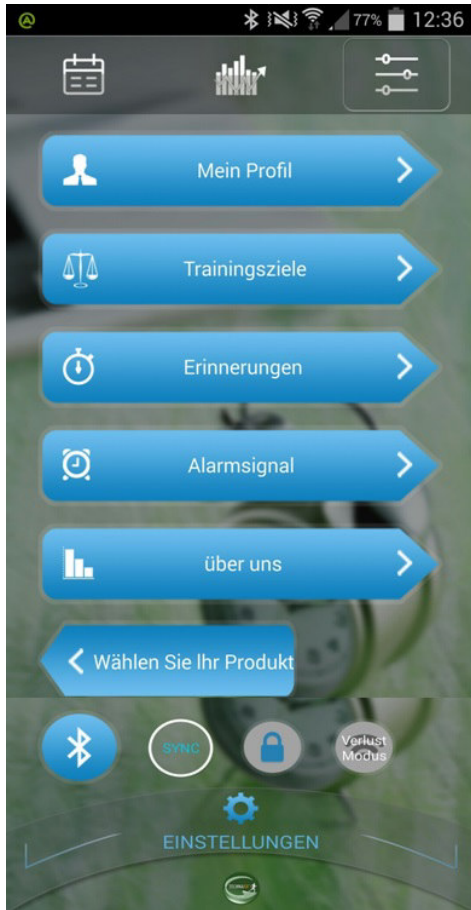 77% 12:36
Mein Profil
Trainingsziele
Erinnerungen
Alarmsignal
über uns
Wählen Sie Ihr Produkt
SYNC
Verlust
Modus
EINSTELLUNGEN